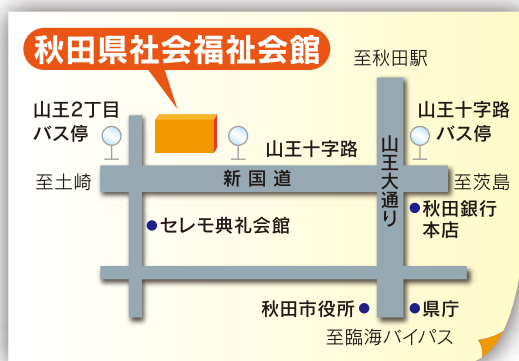 秋田県社会福祉会館
至秋田駅
山王2丁目
バス停
山王十字路
バス停
山王十字路
山王大通り
至土崎
新国道
至茨島
セレモ典礼会館
秋田銀行
本店
秋田市役所
県庁
至臨海バイパス